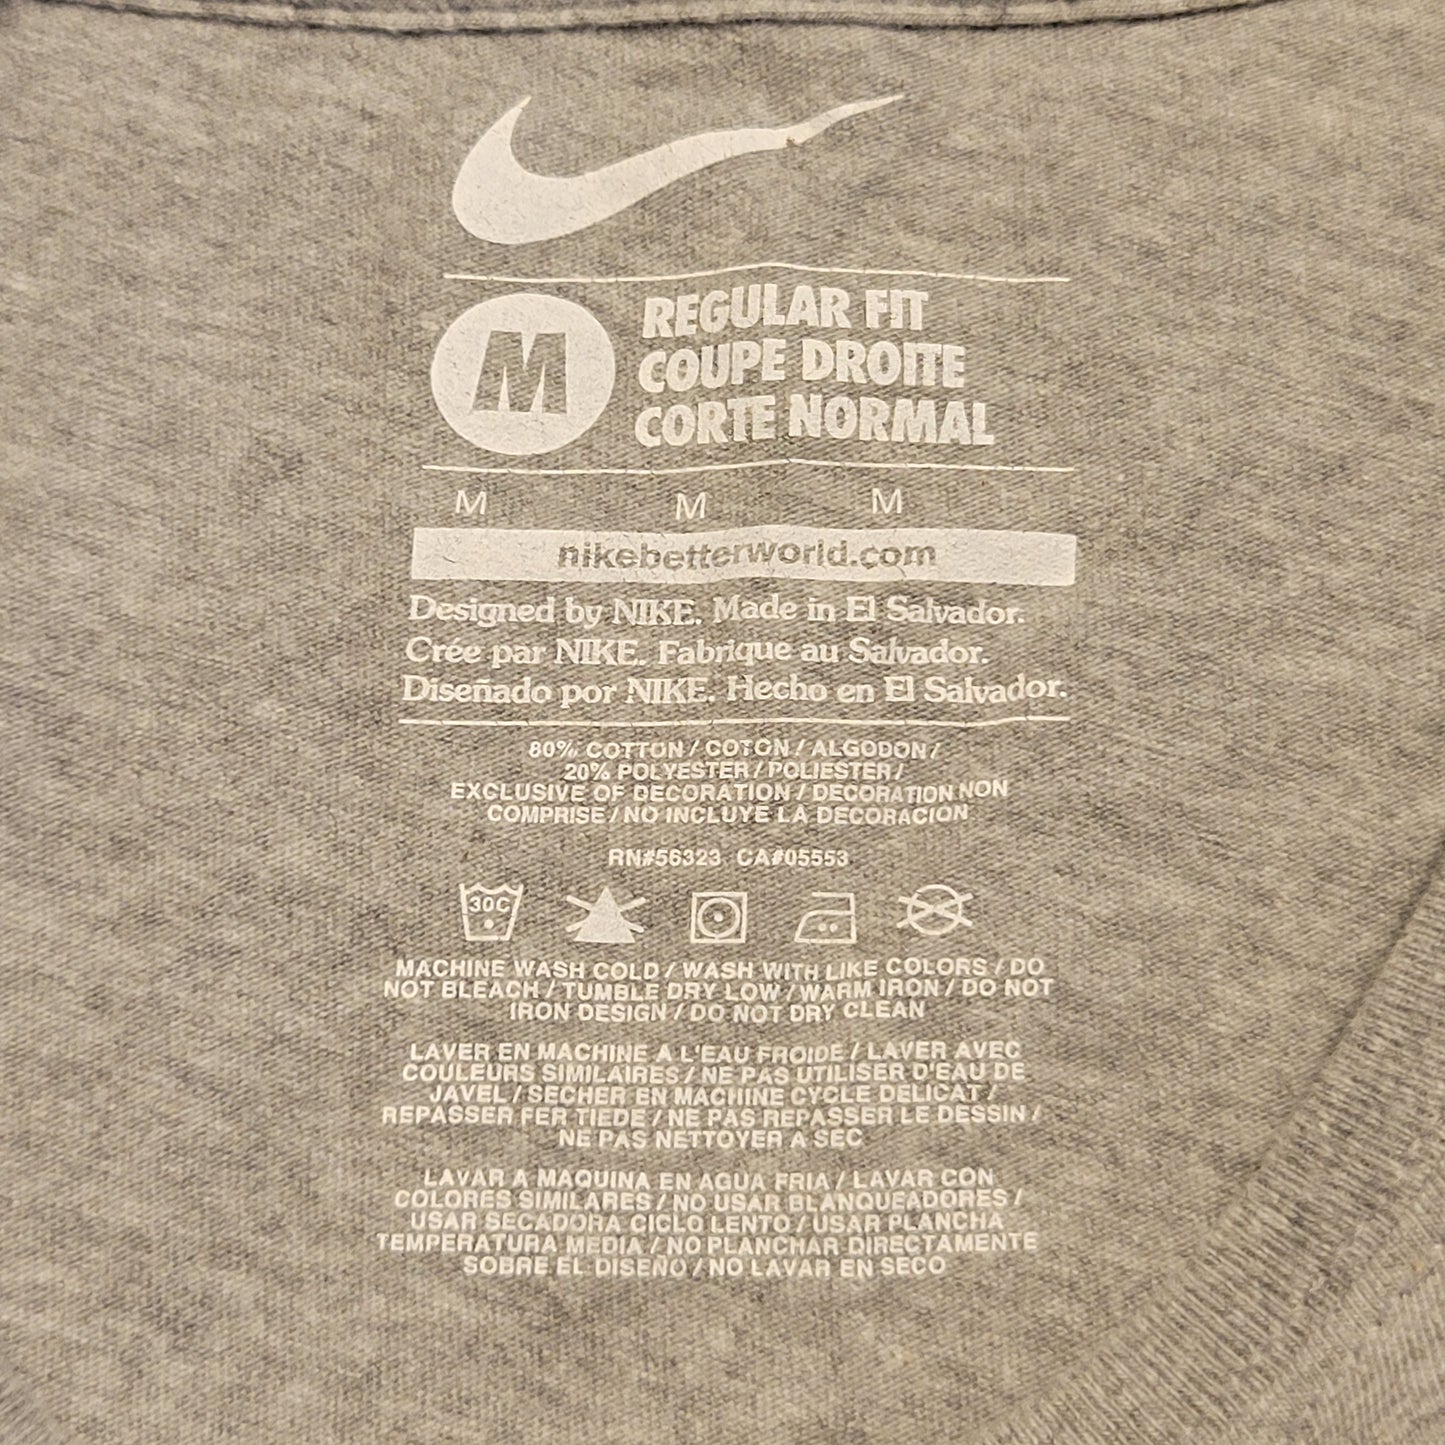 M
REGULAR FIT
COUPE DROITE
CORTE NORMAL
M M M
nikebetterworld.com
Designed by NIKE. Made in El Salvador.
Crée par NIKE. Fabrique au Salvador.
Diseñado por NIKE. Hecho en El Salvador.
80% COTTON / COTON / ALGODON /
20% POLYESTER / POLIESTER /
EXCLUSIVE OF DECORATION / DECORATION NON
COMPRISE / NO INCLUYE LA DECORACION
RN#56323 CA#05553
30C
MACHINE WASH COLD / WASH WITH LIKE COLORS / DO
NOT BLEACH / TUMBLE DRY LOW / WARM IRON / DO NOT
IRON DESIGN / DO NOT DRY CLEAN
LAVER EN MACHINE A L'EAU FROIDE / LAVER AVEC
COULEURS SIMILAIRES / NE PAS UTILISER D'EAU DE
JAVEL / SECHER EN MACHINE CYCLE DELICAT /
REPASSER FER TIEDE / NE PAS REPASSER LE DESSIN /
NE PAS NETTOYER A SEC
LAVAR A MAQUINA EN AGUA FRIA / LAVAR CON
COLORES SIMILARES / NO USAR BLANQUEADORES /
USAR SECADORA CICLO LENTO / USAR PLANCHA
TEMPERATURA MEDIA / NO PLANCHAR DIRECTAMENTE
SOBRE EL DISEÑO / NO LAVAR EN SECO